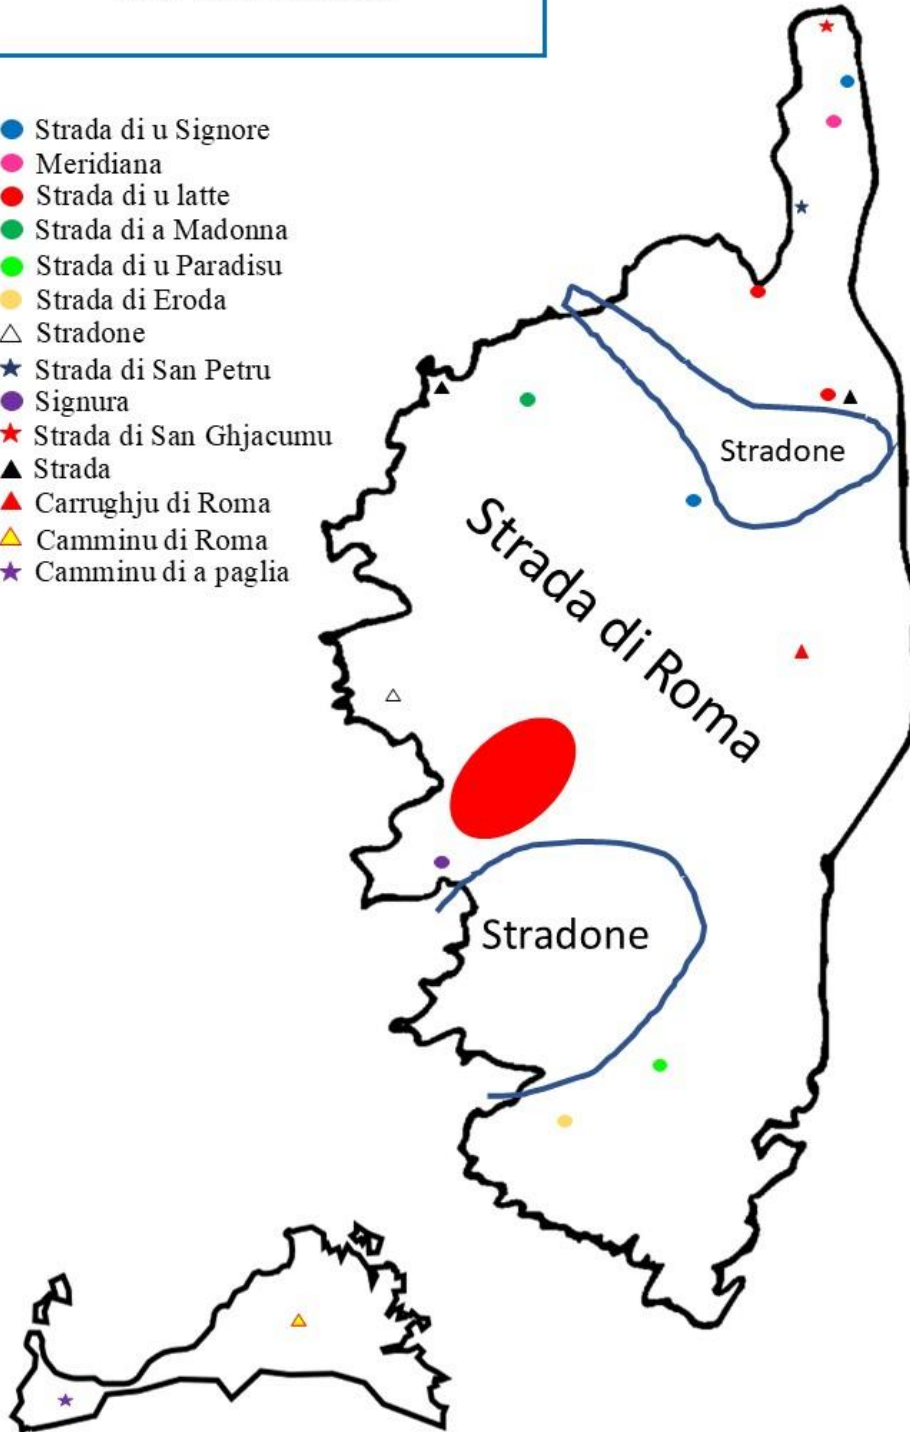 Strada di u Signore
Meridiana
Strada di u latte
Strada di a Madonna
Strada di u Paradisu
Strada di Eroda
Stradone
Strada di San Petru
Signura
Strada di San Ghjacumu
Strada
Carrughju di Roma
Camminu di Roma
Camminu di a paglia
Stradone
Strada di Roma
Stradone